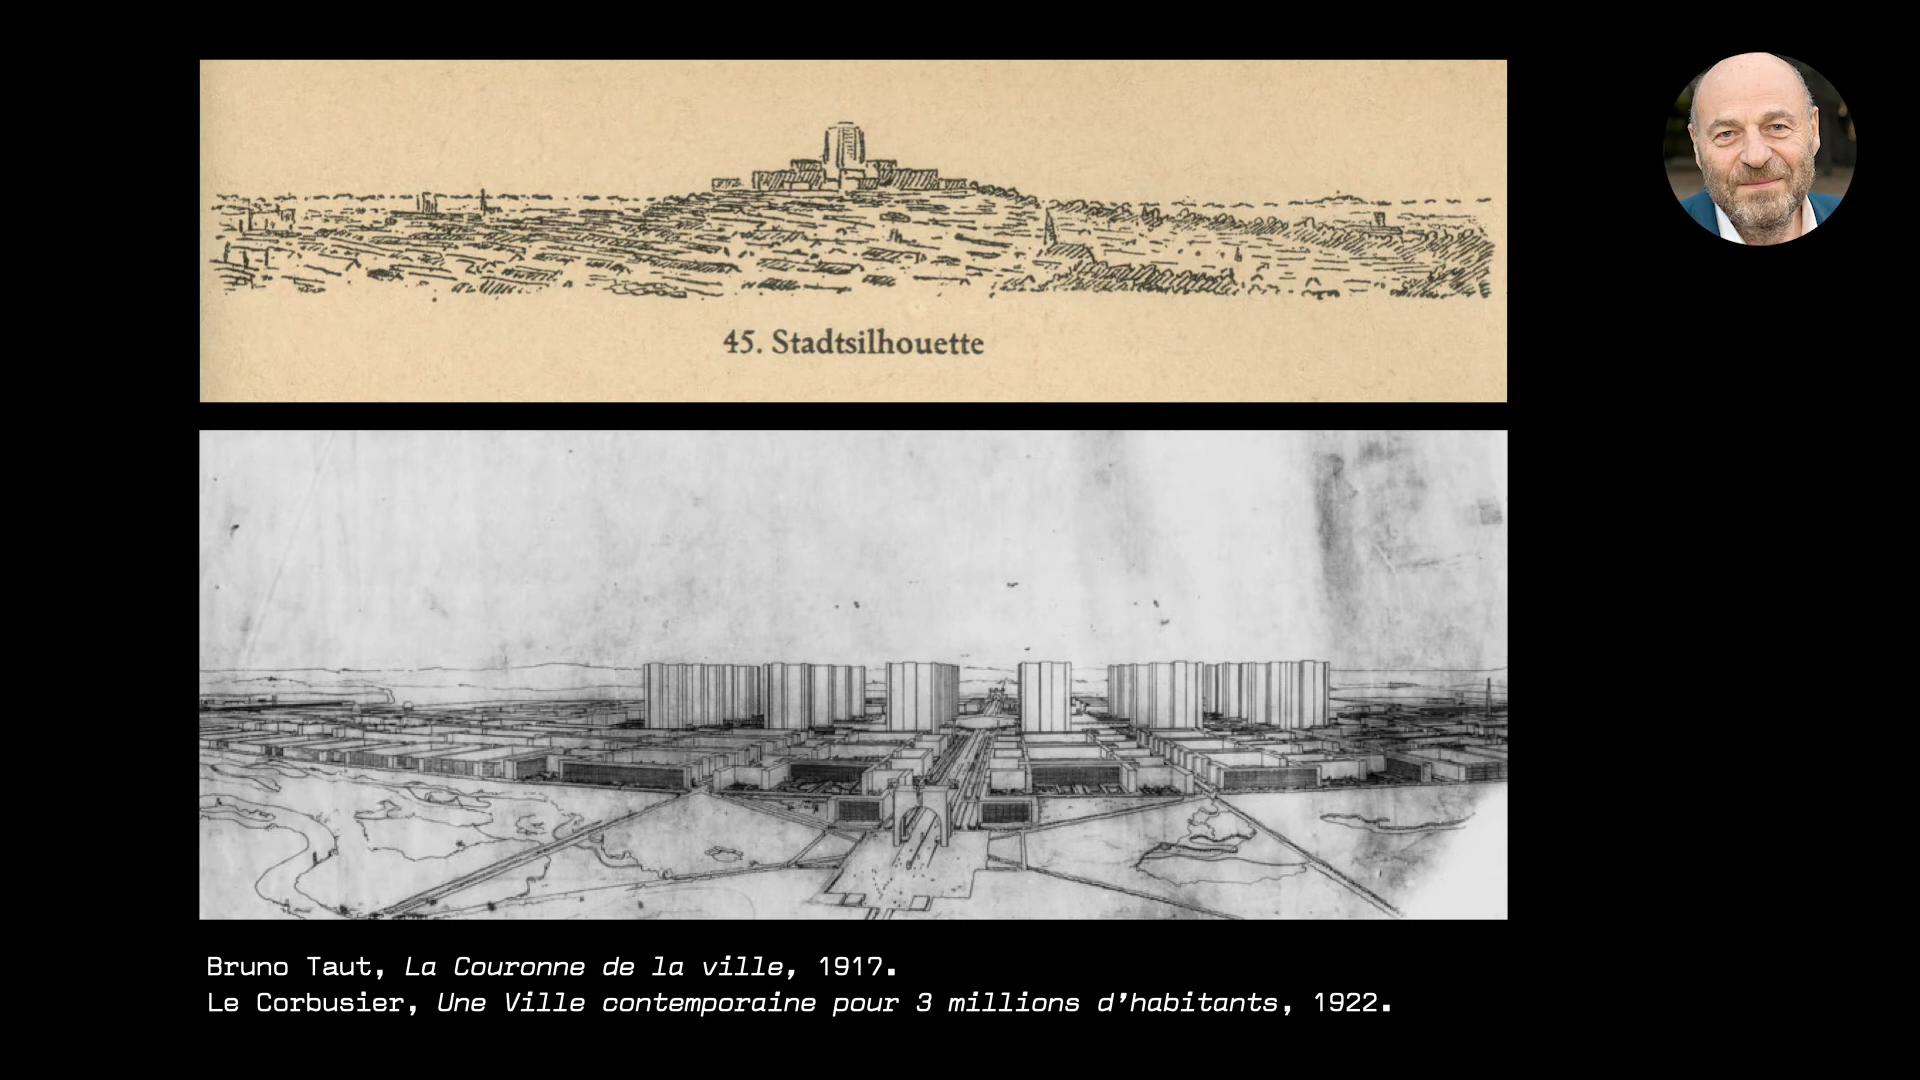 45. Stadtsilhouette
Bruno Taut, La Couronne de la ville, 1917.
Le Corbusier, Une Ville contemporaine pour 3 millions d’habitants, 1922.